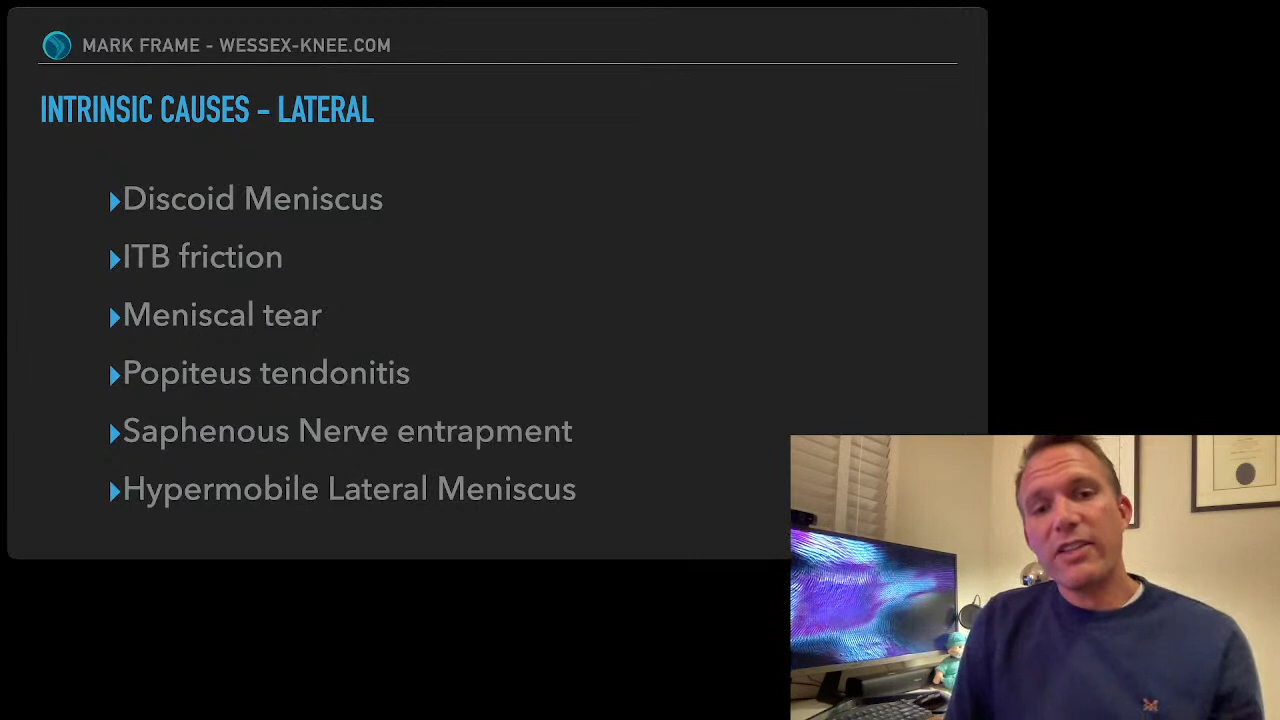 MARK FRAME - WESSEX-KNEE.COM
INTRINSIC CAUSES - LATERAL
Discoid Meniscus
ITB friction
Meniscal tear
Popiteus tendonitis
Saphenous Nerve entrapment
Hypermobile Lateral Meniscus